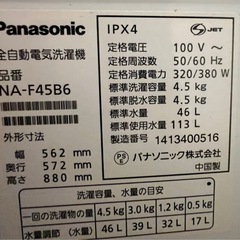 Panasonic
全自動電気洗濯機
品番
NA-F45B6
外形寸法
幅 562 mm
奥行 572 mm
高さ 880 mm
IPX4
JET
定格電圧 100 V～
定格周波数 50/60 Hz
定格消費電力 320/380 W
標準洗濯容量 4.5 kg
標準脱水容量 4.5 kg
標準水量 46 L
標準使用水量 113 L
製造番号 1413400516
PS E パナソニック株式会社
中国製
洗濯容量、水量の目安
一回の洗濯物の量 4.5 kg 3.0 kg 1.2 kg 0.5 kg
水量調節（水量） 46 L 39 L 32 L 17 L